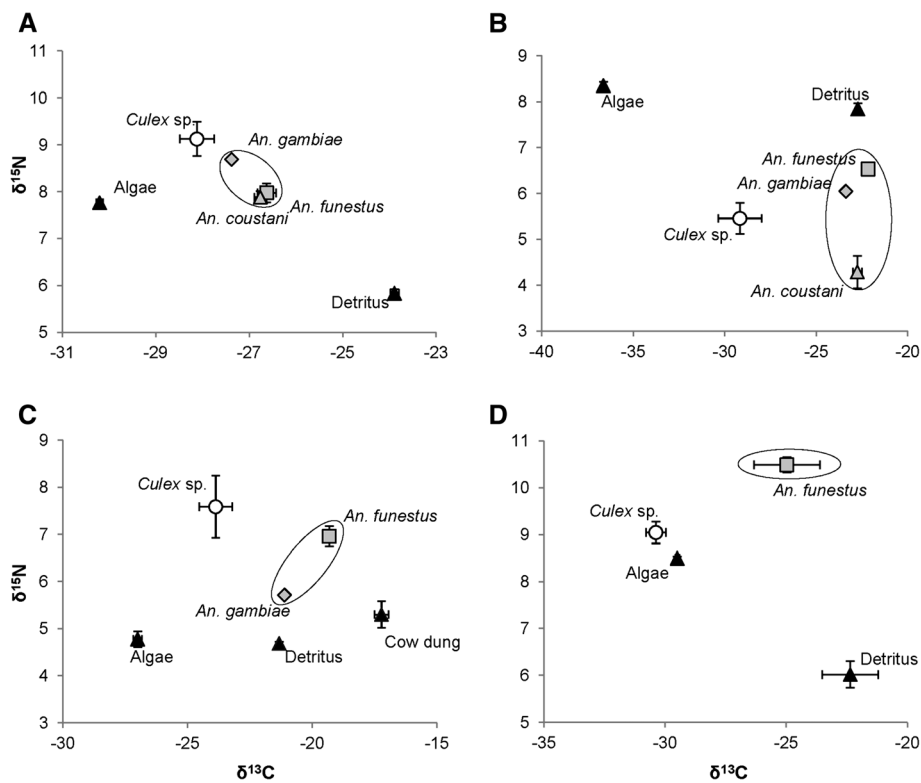 A
B
11
10
9
8
7
6
5
δ15N
-31
-29
-27
-25
-23
Culex sp.
An. gambiae
Algae
An. coustani
An. funestus
Detritus
9
8
7
6
5
4
3
-40
-35
-30
-25
-20
Algae
Detritus
An. funestus
An. gambiae
Culex sp.
An. coustani
C
D
9
8
7
6
5
4
3
δ15N
-30
-25
-20
-15
δ13C
Culex sp.
An. funestus
An. gambiae
Algae
Detritus
Cow dung
11
10
9
8
7
6
5
-35
-30
-25
-20
δ13C
An. funestus
Culex sp.
Algae
Detritus